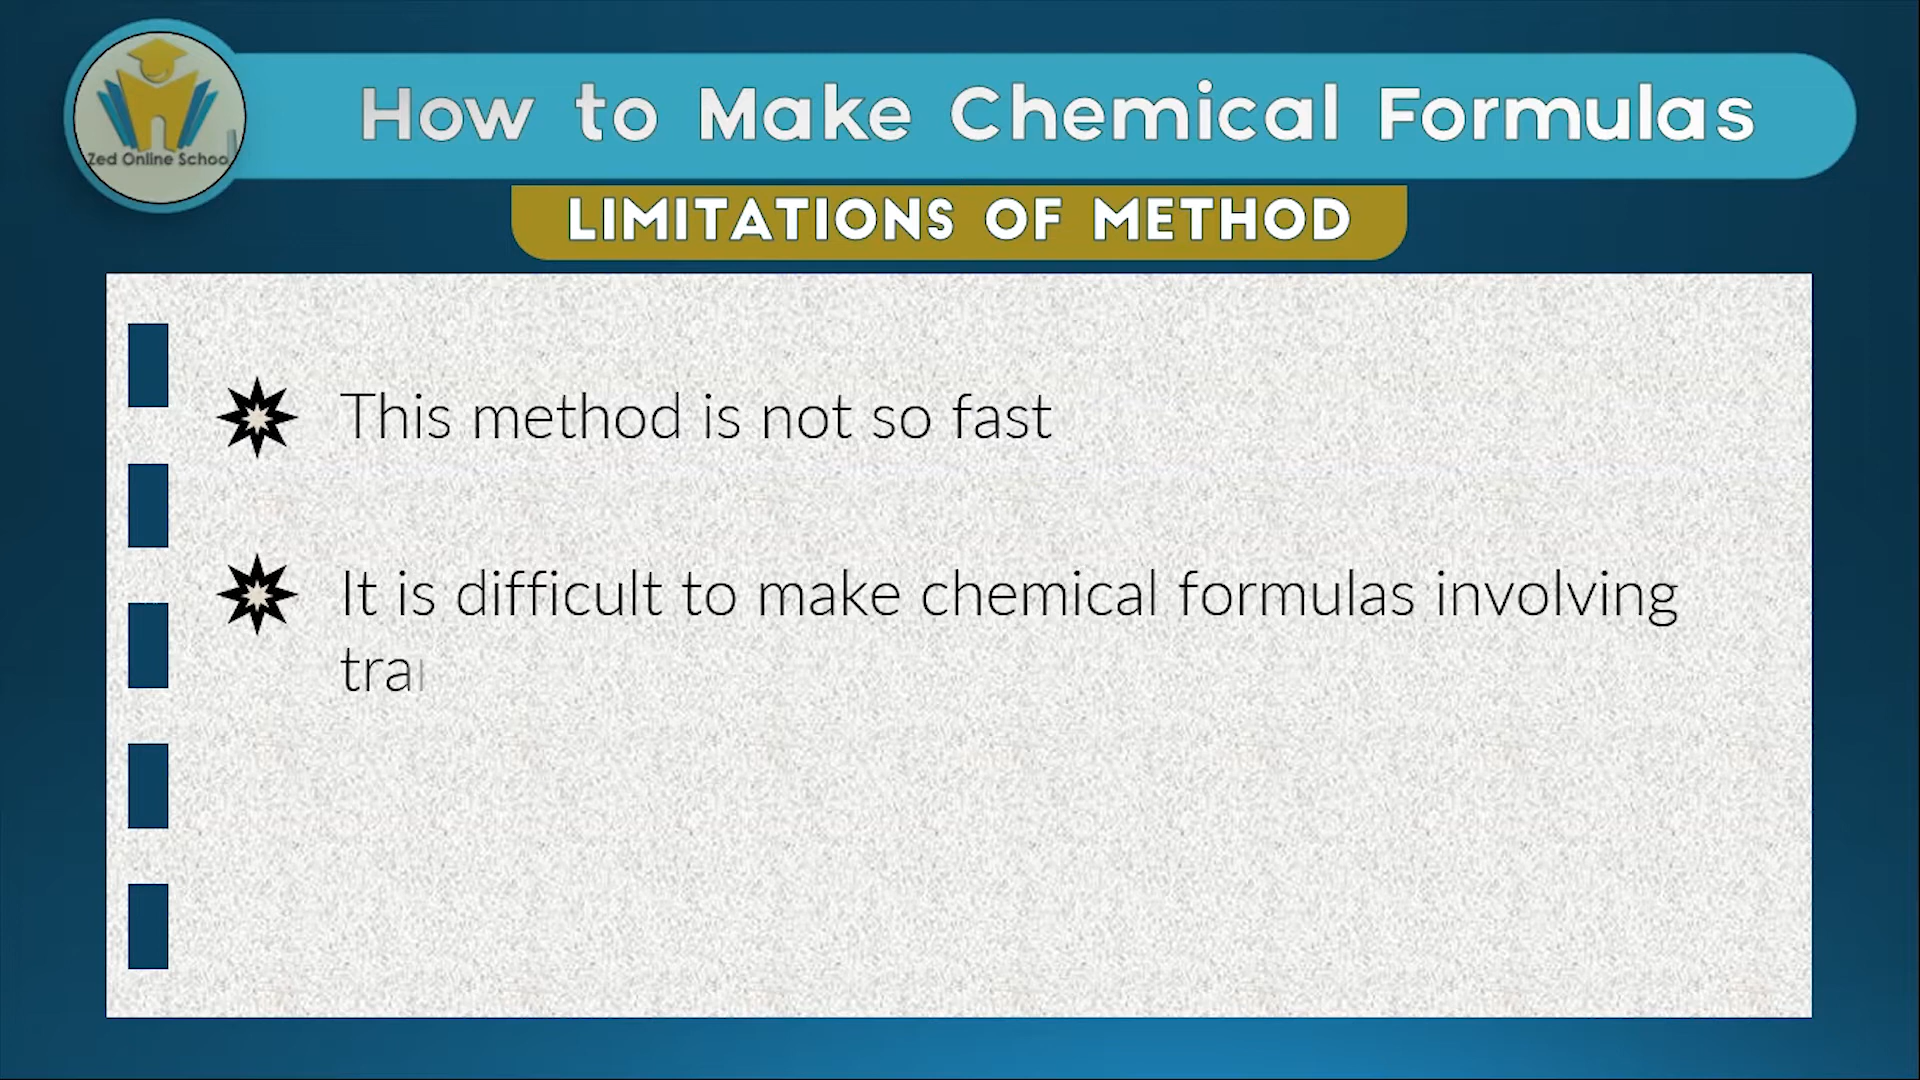 Zed Online School
How to Make Chemical Formulas
LIMITATIONS OF METHOD
This method is not so fast
It is difficult to make chemical formulas involving
tra